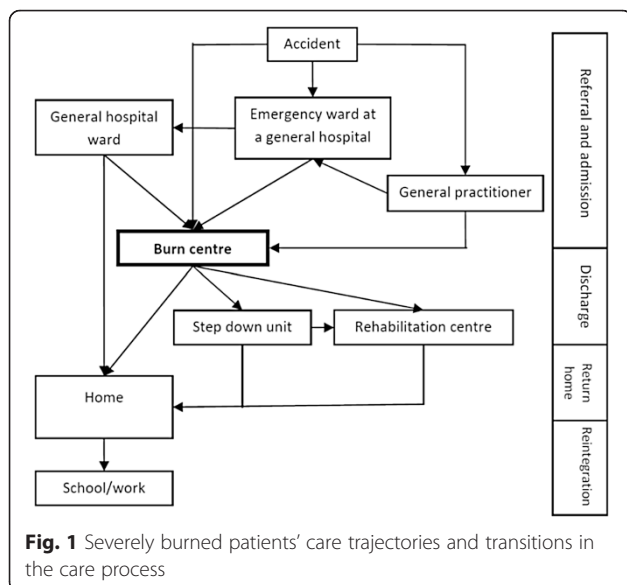 Accident
General hospital
ward
Emergency ward at
a general hospital
General practitioner
Burn centre
Step down unit
Rehabilitation centre
Home
School/work
Referral and admission
Discharge
Return
home
Reintegration
Fig. 1 Severely burned patients’ care trajectories and transitions in
the care process